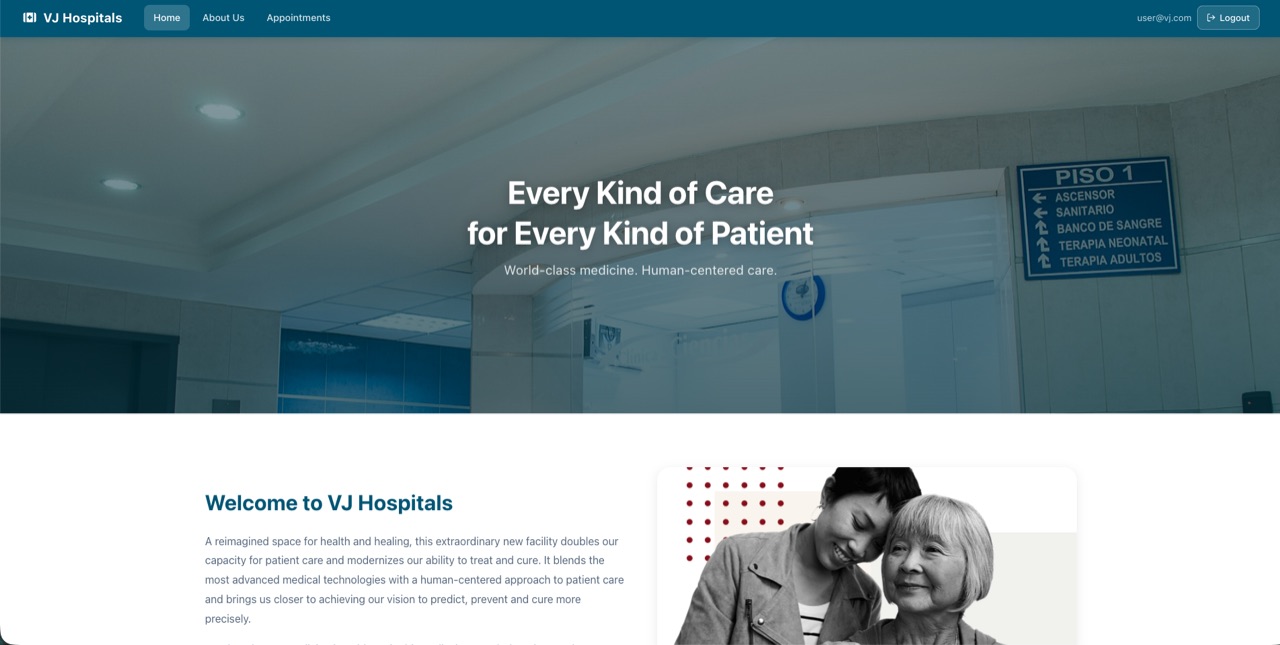 VJ Hospitals
Home
About Us
Appointments
user@vj.com
Logout
PISO 1
ASCENSOR
SANITARIO
BANCO DE SANGRE
TERAPIA NEONATAL
TERAPIA ADULTOS
Every Kind of Care
for Every Kind of Patient
World-class medicine. Human-centered care.
Welcome to VJ Hospitals
A reimagined space for health and healing, this extraordinary new facility doubles our
capacity for patient care and modernizes our ability to treat and cure. It blends the
most advanced medical technologies with a human-centered approach to patient care
and brings us closer to achieving our vision to predict, prevent and cure more
precisely.